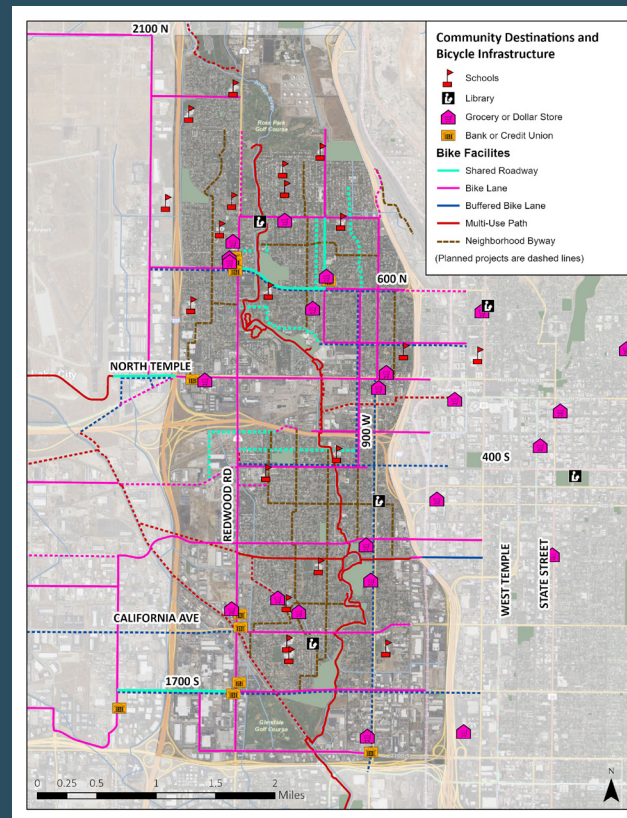 2100 N
Community Destinations and
Bicycle Infrastructure
Schools
Library
Grocery or Dollar Store
Bank or Credit Union
Bike Facilites
Shared Roadway
Bike Lane
Buffered Bike Lane
Multi-Use Path
Neighborhood Byway
(Planned projects are dashed lines)
Rose Park
Golf Course
600 N
NORTH TEMPLE
900 W
400 S
REDWOOD RD
WEST TEMPLE
STATE STREET
CALIFORNIA AVE
1700 S
Glendale
Golf Course
0 0.25 0.5 1 1.5 2
Miles
N